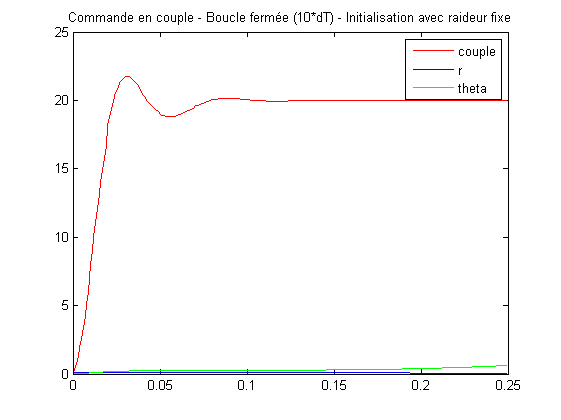 Commande en couple - Boucle fermée (10*dT) - Initialisation avec raideur fixe
25
couple
r
theta
20
15
10
5
0
0 0.05 0.1 0.15 0.2 0.25